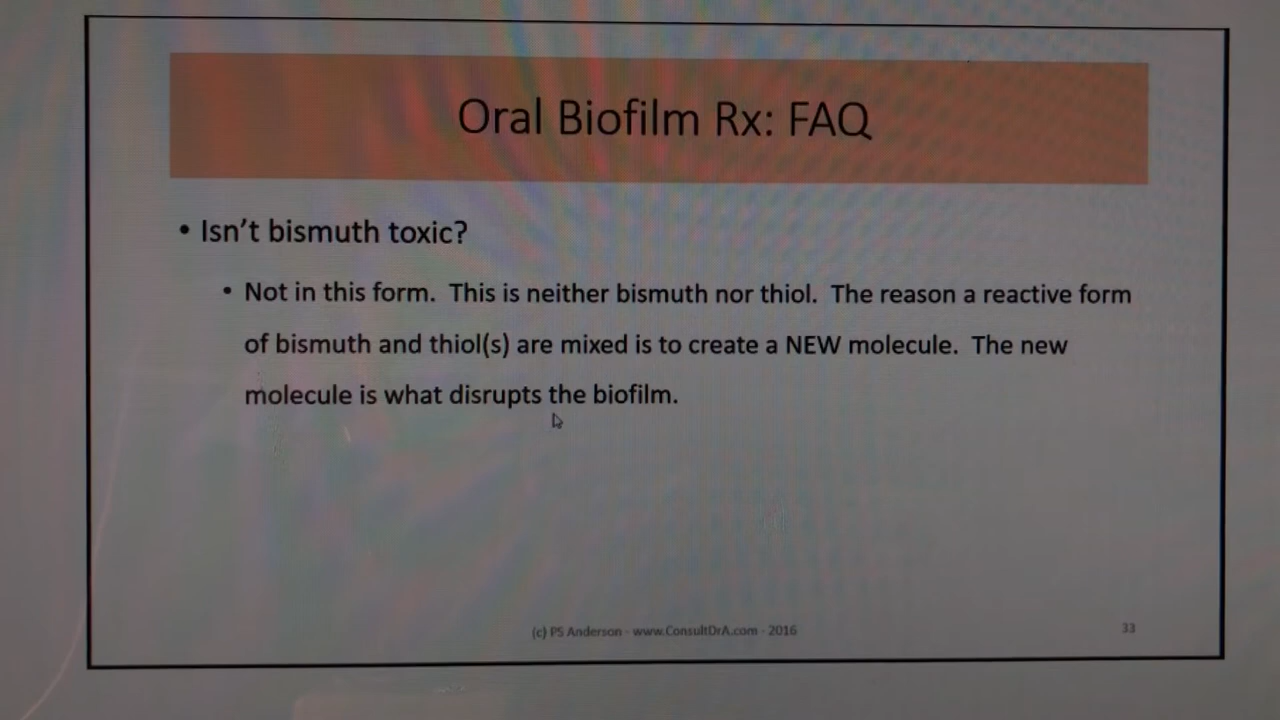 Oral Biofilm Rx: FAQ
• Isn't bismuth toxic?
• Not in this form.  This is neither bismuth nor thiol.  The reason a reactive form
of bismuth and thiol(s) are mixed is to create a NEW molecule.  The new
molecule is what disrupts the biofilm.
(c) PS Anderson - www.ConsultDrA.com - 2016
33